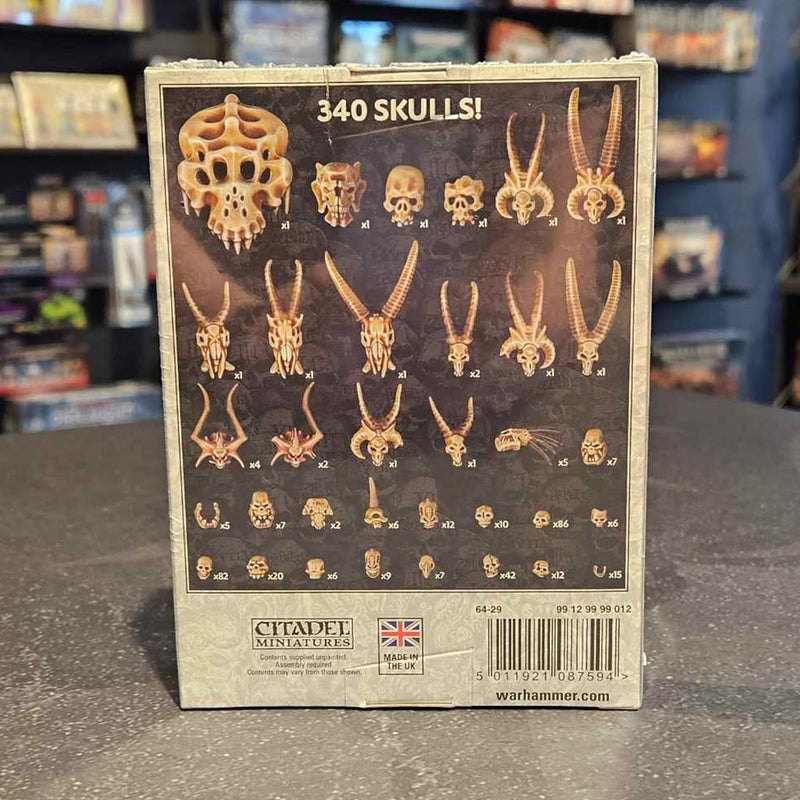 340 SKULLS!
x1 x1 x1 x1 x1 x1
x1 x1 x1 x2 x1 x1
x4 x2 x1 x1 x5 x7
x5 x7 x2 x6 x12 x10 x86 x6
x82 x20 x6 x9 x7 x42 x12 x15
64-29 99 12 99 99 012
CITADEL
MINIATURES
Contents supplied unpainted.
Assembly required.
Contents may vary from those shown.
MADE IN
THE UK
5 011921 087594 >
warhammer.com